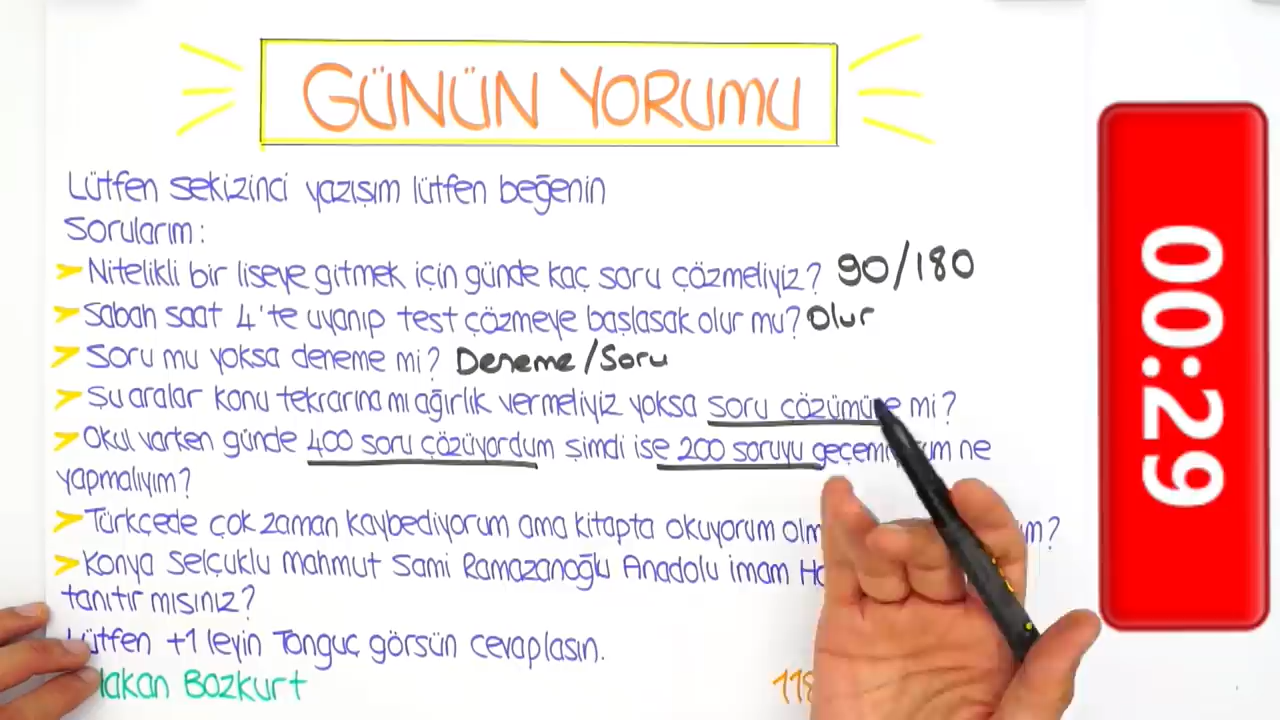 GÜNÜN YORUMU
Lütfen sekizinci yazışım lütfen beğenin
Sorularım:
➤ Nitelikli bir liseye gitmek için günde kaç soru çözmeliyiz? 90/180
➤ Sabah saat 4'te uyanıp test çözmeye başlasak olur mu? Olur
➤ Soru mu yoksa deneme mi? Deneme/Soru
➤ Şu aralar konu tekrarına mı ağırlık vermeliyiz yoksa soru çözümüne mi?
➤ Okul varken günde 400 soru çözüyordum şimdi ise 200 soruyu ne
yapmalıyım?
➤ Türkçede çok zaman kaybediyorum ama kitapta okuyorum
➤ Konya Selçuklu Mahmut Sami Ramazanoğlu Anadolu imam
tanıtır mısınız?
Lütfen +1 leyin Tonguç görsün cevaplasın.
Hakan Bozkurt
00:29